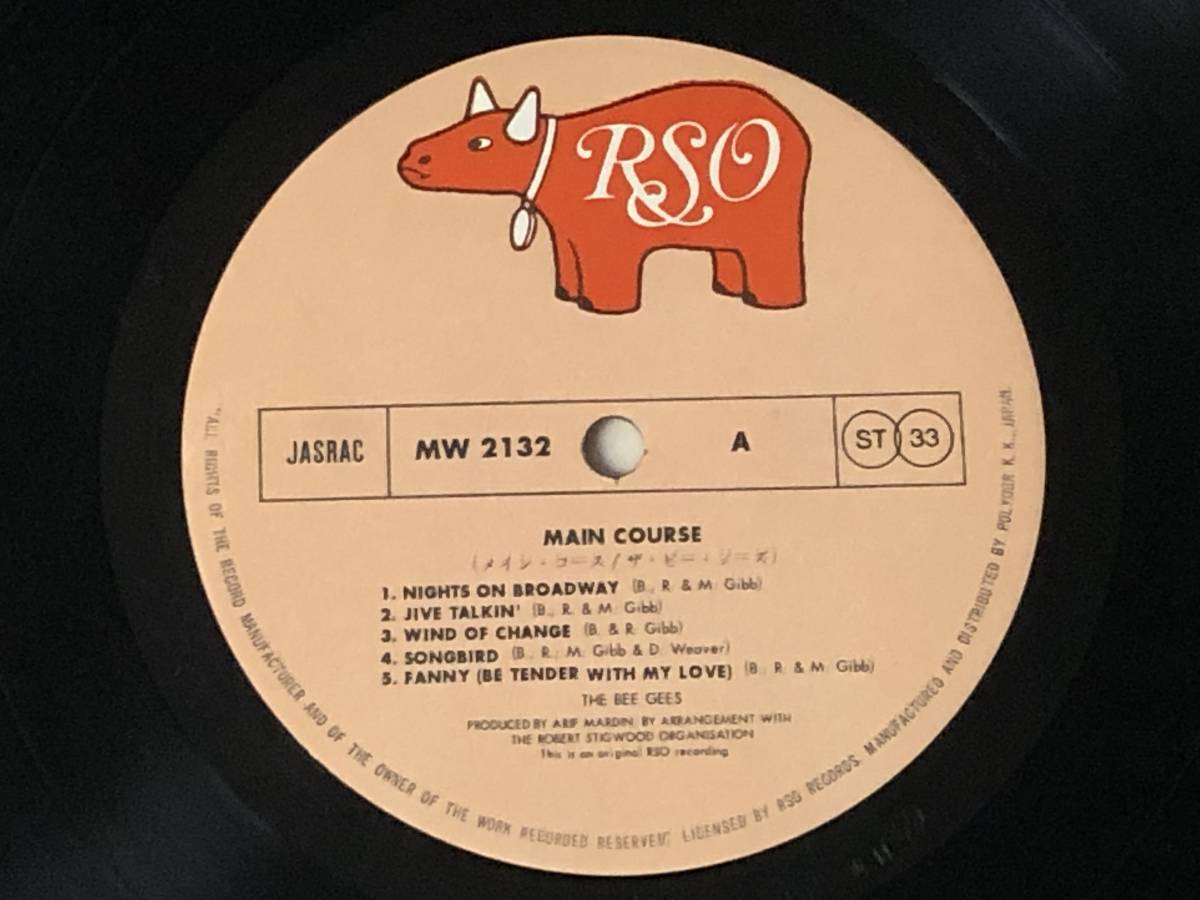 RSO
JASRAC MW 2132 A ST 33
MAIN COURSE
(メイン・コース/ザ・ビー・ジーズ)
1. NIGHTS ON BROADWAY (B., R. & M. Gibb)
2. JIVE TALKIN' (B., R. & M. Gibb)
3. WIND OF CHANGE (B. & R. Gibb)
4. SONGBIRD (B., R., M. Gibb & D. Weaver)
5. FANNY (BE TENDER WITH MY LOVE) (B., R. & M. Gibb)
THE BEE GEES
PRODUCED BY ARIF MARDIN BY ARRANGEMENT WITH
THE ROBERT STIGWOOD ORGANISATION
This is an original RSO recording
"ALL RIGHTS OF THE RECORD MANUFACTURER AND OF THE OWNER OF THE WORK RECORDED RESERVED" LICENSED BY RSO RECORDS. MANUFACTURED AND DISTRIBUTED BY POLYDOR K.K., JAPAN.